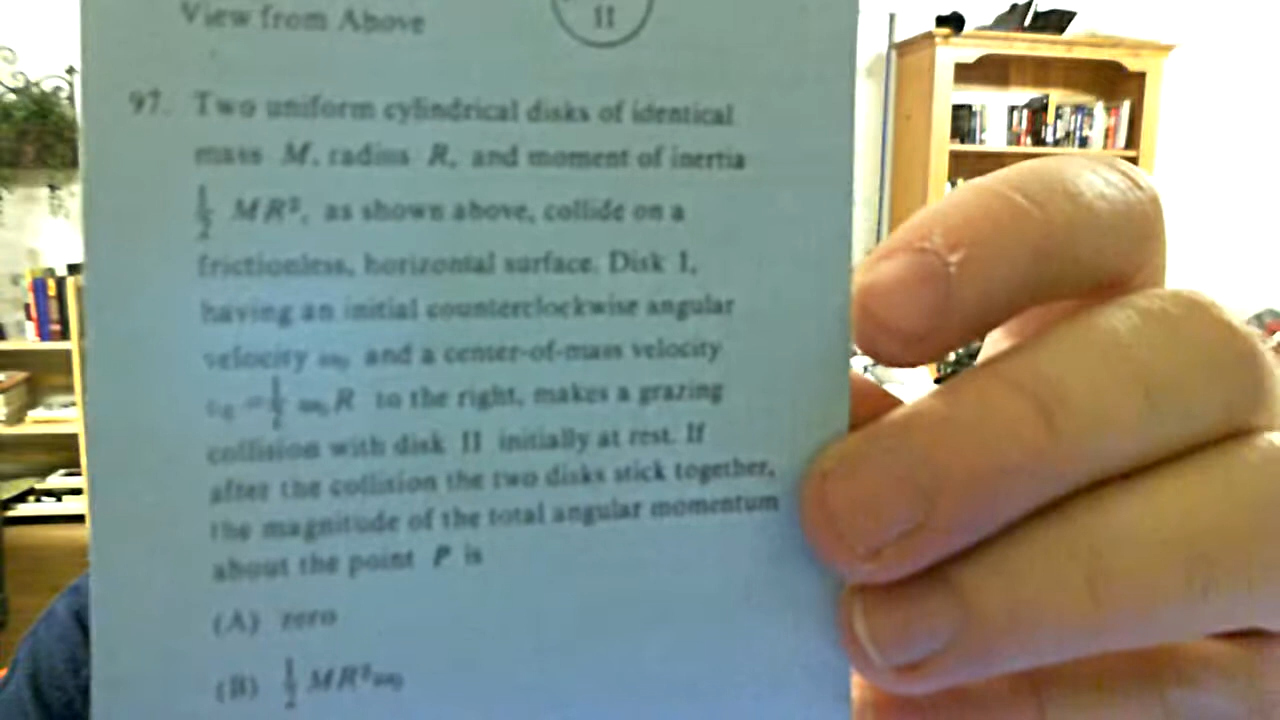 View from Above
II
97. Two uniform cylindrical disks of identical
mass M, radius R, and moment of inertia
1/2 MR², as shown above, collide on a
frictionless, horizontal surface. Disk I,
having an initial counterclockwise angular
velocity ω₀ and a center-of-mass velocity
v₀ = 1/2 ω₀R to the right, makes a grazing
collision with disk II initially at rest. If
after the collision the two disks stick together,
the magnitude of the total angular momentum
about the point P is
(A) zero
(B) 1/2 MR²ω₀